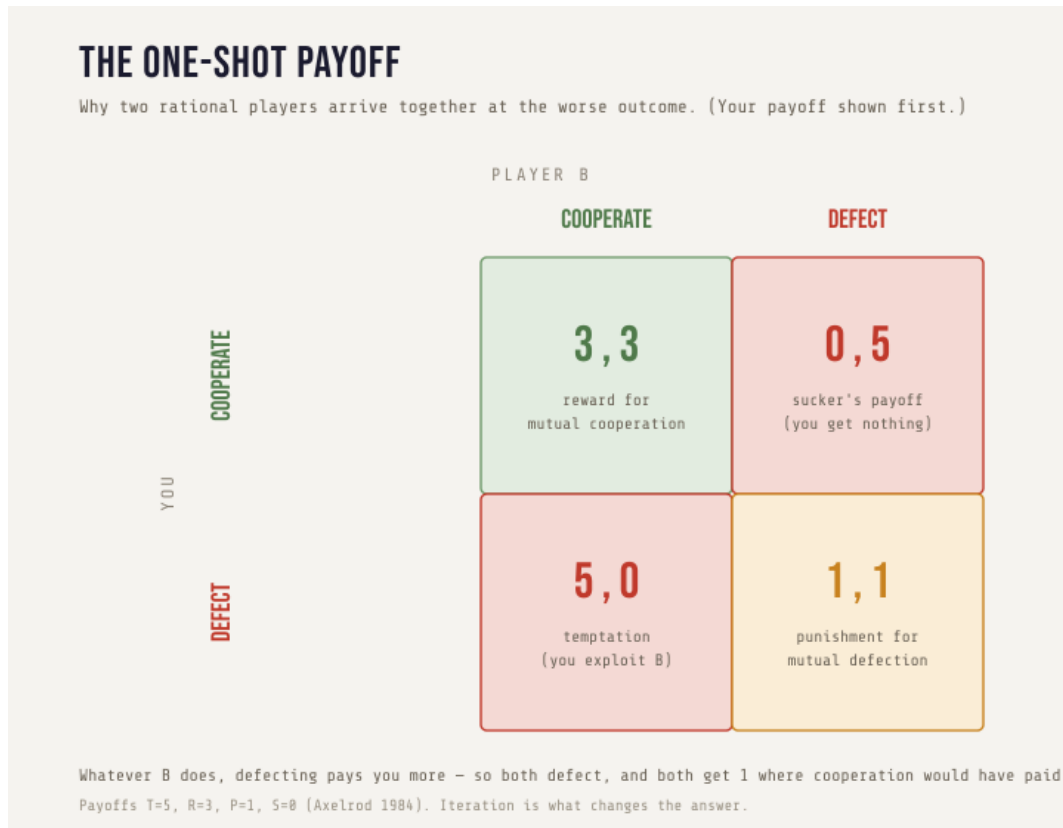 THE ONE-SHOT PAYOFF
Why two rational players arrive together at the worse outcome. (Your payoff shown first.)
PLAYER B
COOPERATE
DEFECT
YOU
COOPERATE
3,3
reward for
mutual cooperation
0,5
sucker's payoff
(you get nothing)
DEFECT
5,0
temptation
(you exploit B)
1,1
punishment for
mutual defection
Whatever B does, defecting pays you more — so both defect, and both get 1 where cooperation would have paid
Payoffs T=5, R=3, P=1, S=0 (Axelrod 1984). Iteration is what changes the answer.